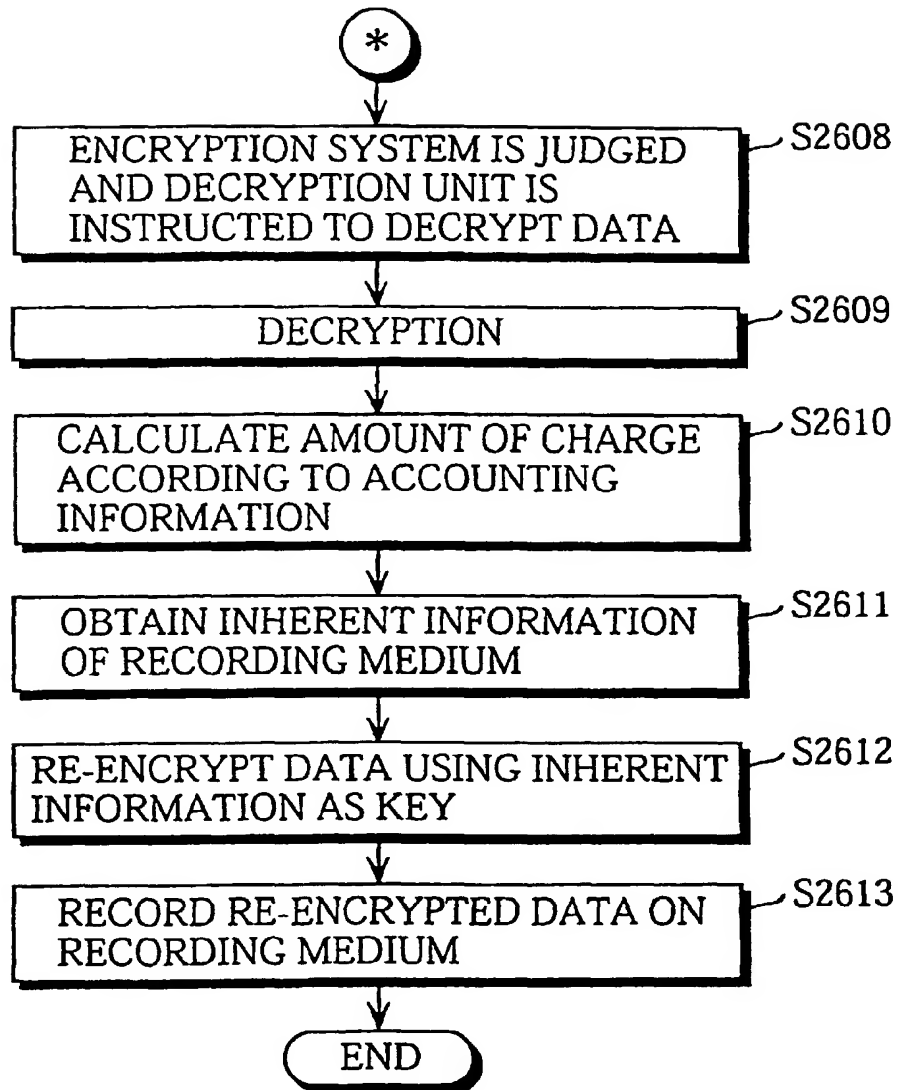 *
ENCRYPTION SYSTEM IS JUDGED
AND DECRYPTION UNIT IS
INSTRUCTED TO DECRYPT DATA
S2608
DECRYPTION
S2609
CALCULATE AMOUNT OF CHARGE
ACCORDING TO ACCOUNTING
INFORMATION
S2610
OBTAIN INHERENT INFORMATION
OF RECORDING MEDIUM
S2611
RE-ENCRYPT DATA USING INHERENT
INFORMATION AS KEY
S2612
RECORD RE-ENCRYPTED DATA ON
RECORDING MEDIUM
S2613
END